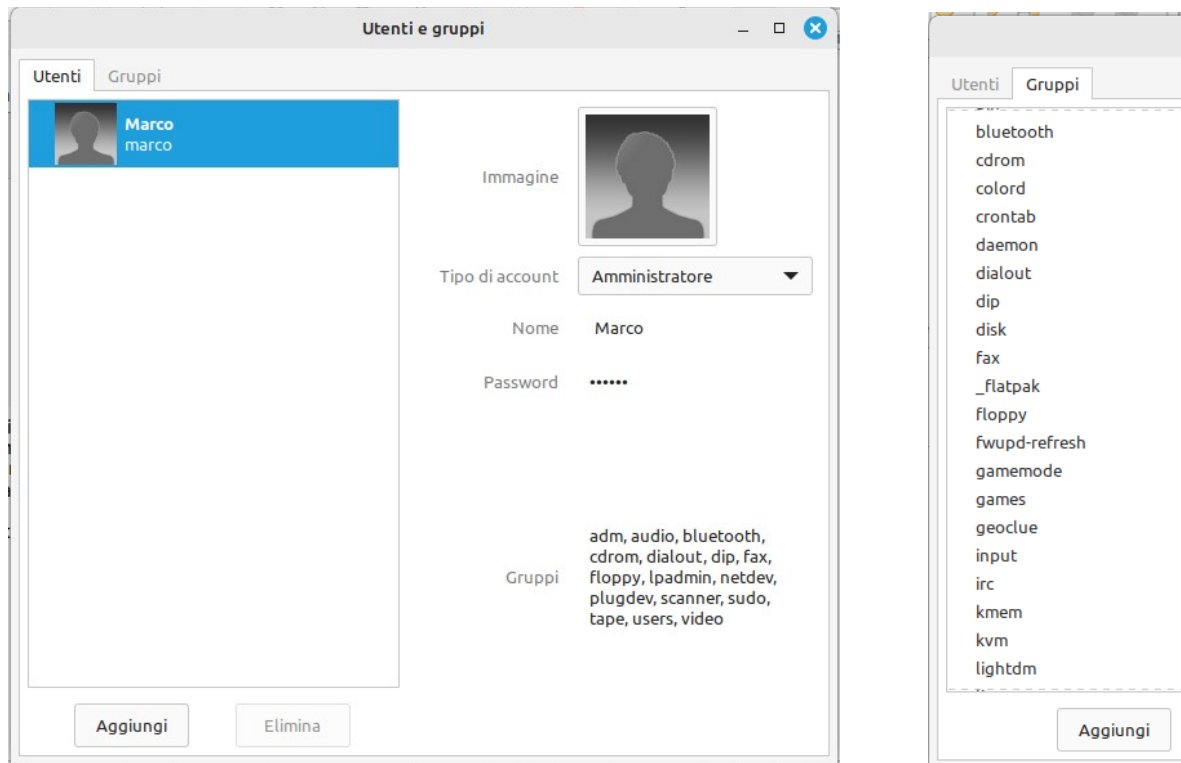 Utenti e gruppi
Utenti
Gruppi
Marco
marco
Immagine
Tipo di account
Amministratore
Nome
Marco
Password
••••••
Gruppi
adm, audio, bluetooth,
cdrom, dialout, dip, fax,
floppy, lpadmin, netdev,
plugdev, scanner, sudo,
tape, users, video
Aggiungi
Elimina
Utenti
Gruppi
bluetooth
cdrom
colord
crontab
daemon
dialout
dip
disk
fax
_flatpak
floppy
fwupd-refresh
gamemode
games
geoclue
input
irc
kmem
kvm
lightdm
Aggiungi